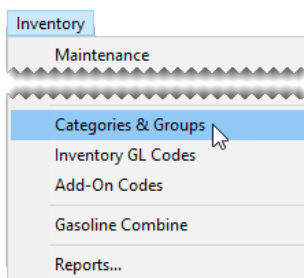 Inventory
Maintenance
Categories & Groups
Inventory GL Codes
Add-On Codes
Gasoline Combine
Reports...